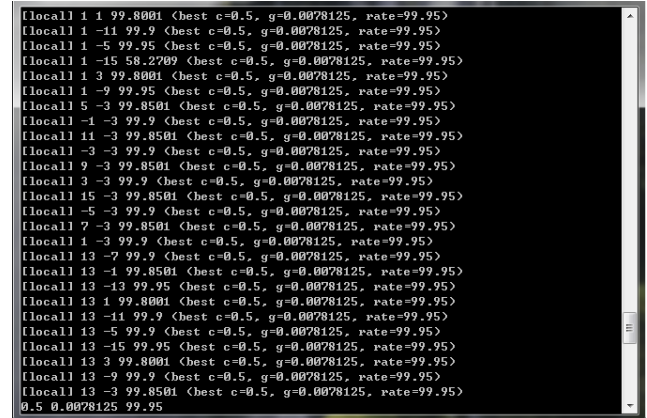 [local] 1 1 99.8001 (best c=0.5, g=0.0078125, rate=99.95)
[local] 1 -11 99.9 (best c=0.5, g=0.0078125, rate=99.95)
[local] 1 -5 99.95 (best c=0.5, g=0.0078125, rate=99.95)
[local] 1 -15 58.2709 (best c=0.5, g=0.0078125, rate=99.95)
[local] 1 3 99.8001 (best c=0.5, g=0.0078125, rate=99.95)
[local] 1 -9 99.95 (best c=0.5, g=0.0078125, rate=99.95)
[local] 5 -3 99.8501 (best c=0.5, g=0.0078125, rate=99.95)
[local] -1 -3 99.9 (best c=0.5, g=0.0078125, rate=99.95)
[local] 11 -3 99.8501 (best c=0.5, g=0.0078125, rate=99.95)
[local] -3 -3 99.9 (best c=0.5, g=0.0078125, rate=99.95)
[local] 9 -3 99.8501 (best c=0.5, g=0.0078125, rate=99.95)
[local] 3 -3 99.9 (best c=0.5, g=0.0078125, rate=99.95)
[local] 15 -3 99.8501 (best c=0.5, g=0.0078125, rate=99.95)
[local] -5 -3 99.9 (best c=0.5, g=0.0078125, rate=99.95)
[local] 7 -3 99.8501 (best c=0.5, g=0.0078125, rate=99.95)
[local] 1 -3 99.9 (best c=0.5, g=0.0078125, rate=99.95)
[local] 13 -7 99.9 (best c=0.5, g=0.0078125, rate=99.95)
[local] 13 -1 99.8501 (best c=0.5, g=0.0078125, rate=99.95)
[local] 13 -13 99.95 (best c=0.5, g=0.0078125, rate=99.95)
[local] 13 1 99.8001 (best c=0.5, g=0.0078125, rate=99.95)
[local] 13 -11 99.9 (best c=0.5, g=0.0078125, rate=99.95)
[local] 13 -5 99.9 (best c=0.5, g=0.0078125, rate=99.95)
[local] 13 -15 99.95 (best c=0.5, g=0.0078125, rate=99.95)
[local] 13 3 99.8001 (best c=0.5, g=0.0078125, rate=99.95)
[local] 13 -9 99.9 (best c=0.5, g=0.0078125, rate=99.95)
[local] 13 -3 99.8501 (best c=0.5, g=0.0078125, rate=99.95)
0.5 0.0078125 99.95